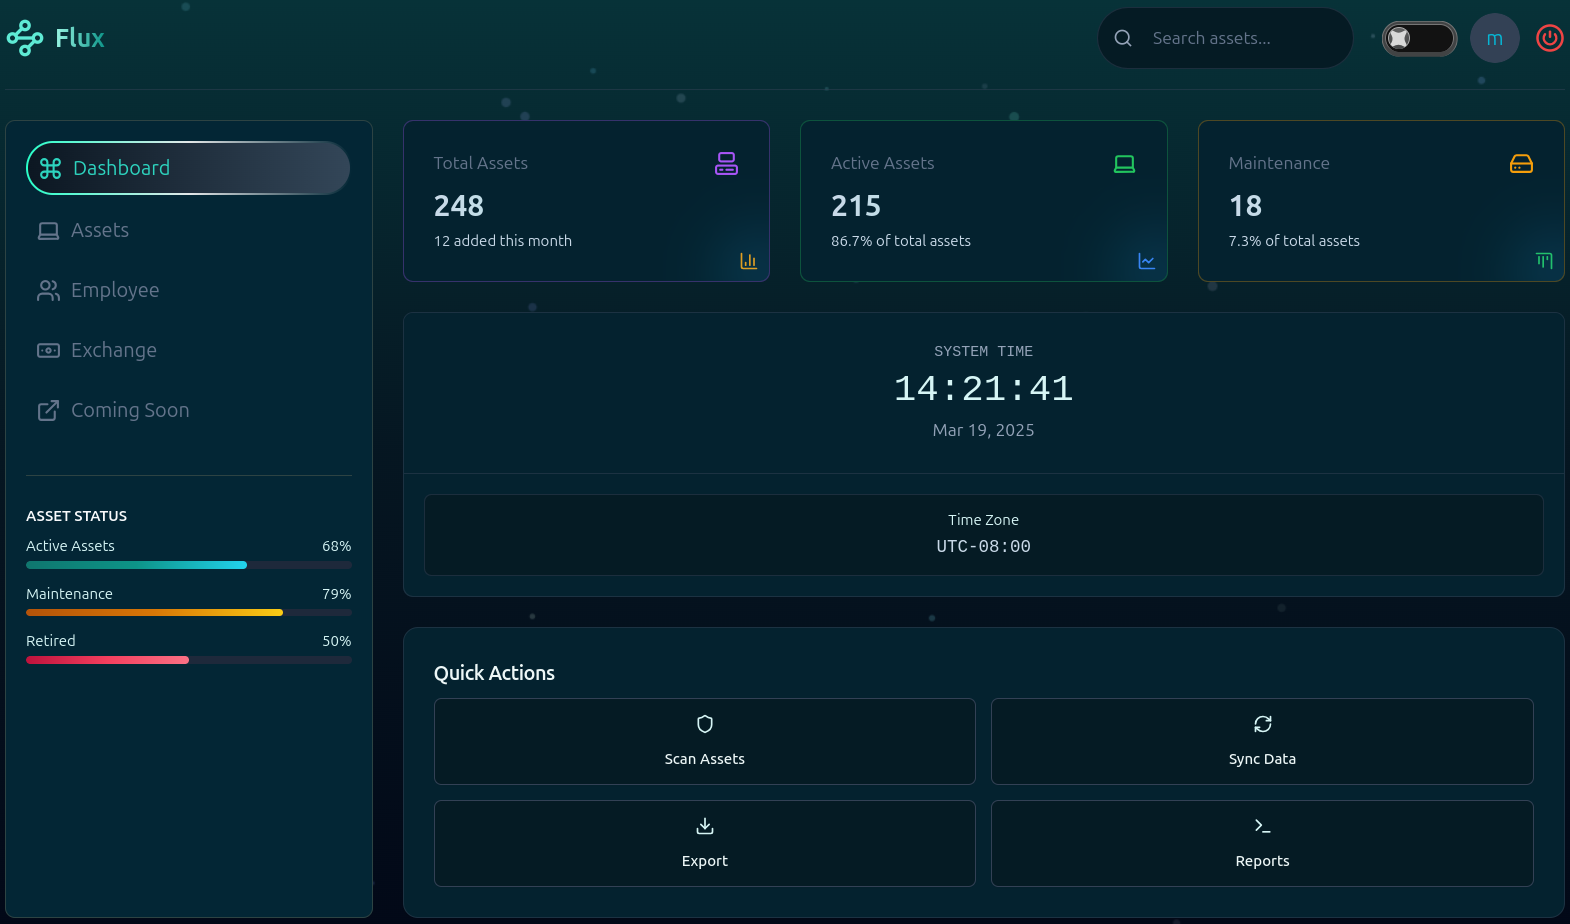 Flux
Search assets...
m
Dashboard
Assets
Employee
Exchange
Coming Soon
ASSET STATUS
Active Assets 68%
Maintenance 79%
Retired 50%
Total Assets
248
12 added this month
Active Assets
215
86.7% of total assets
Maintenance
18
7.3% of total assets
SYSTEM TIME
14:21:41
Mar 19, 2025
Time Zone
UTC-08:00
Quick Actions
Scan Assets
Sync Data
Export
Reports